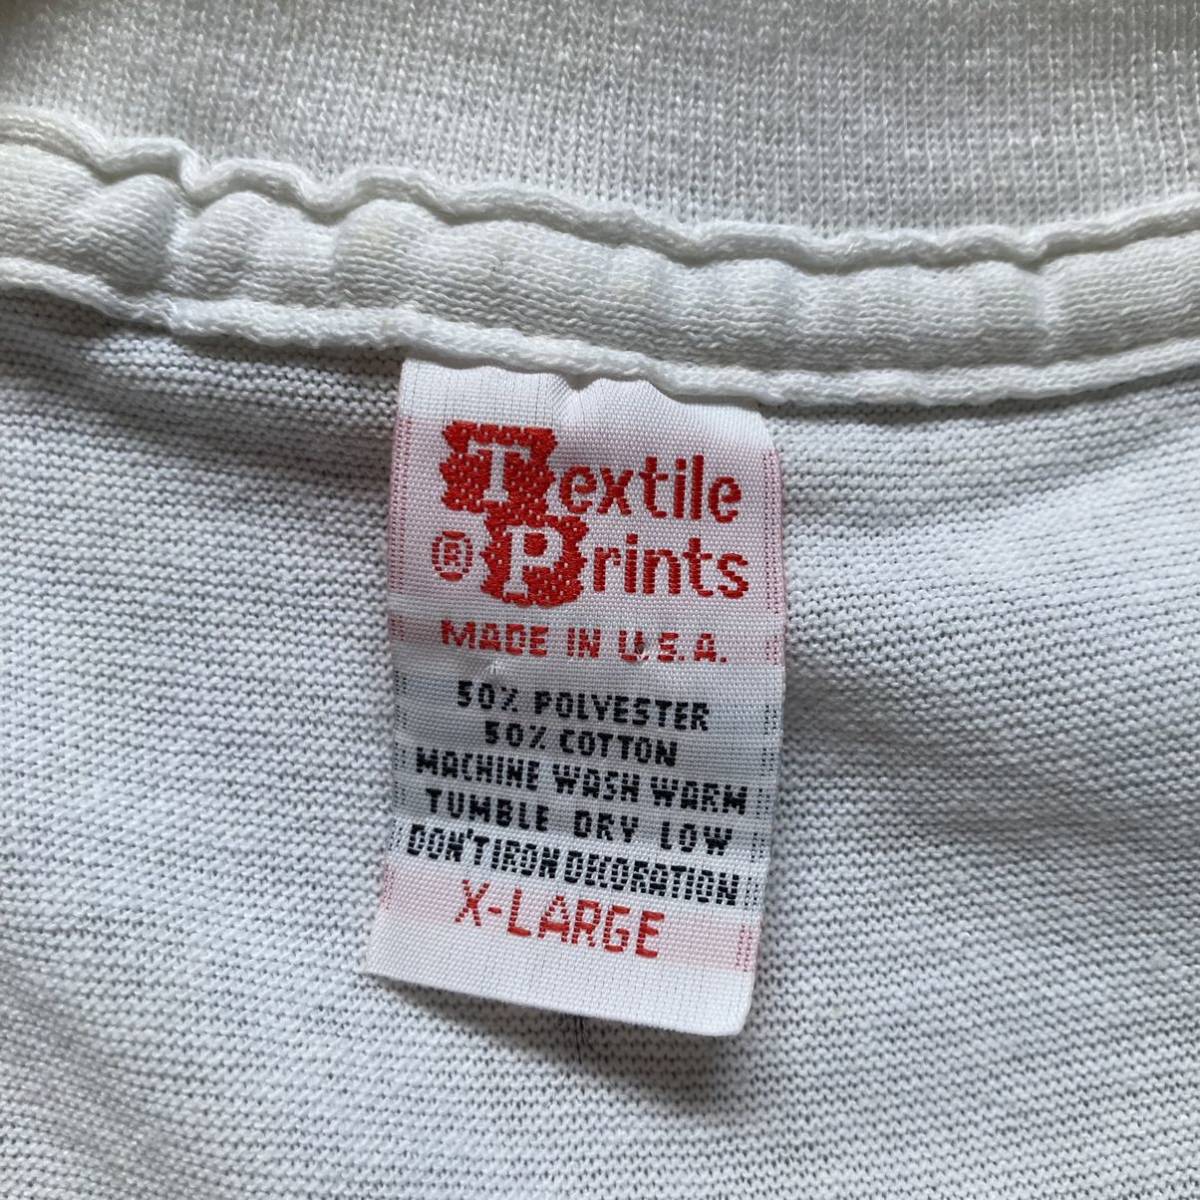 Textile
® Prints
MADE IN U.S.A.
50% POLYESTER
50% COTTON
MACHINE WASH WARM
TUMBLE DRY LOW
DON'T IRON DECORATION
X-LARGE